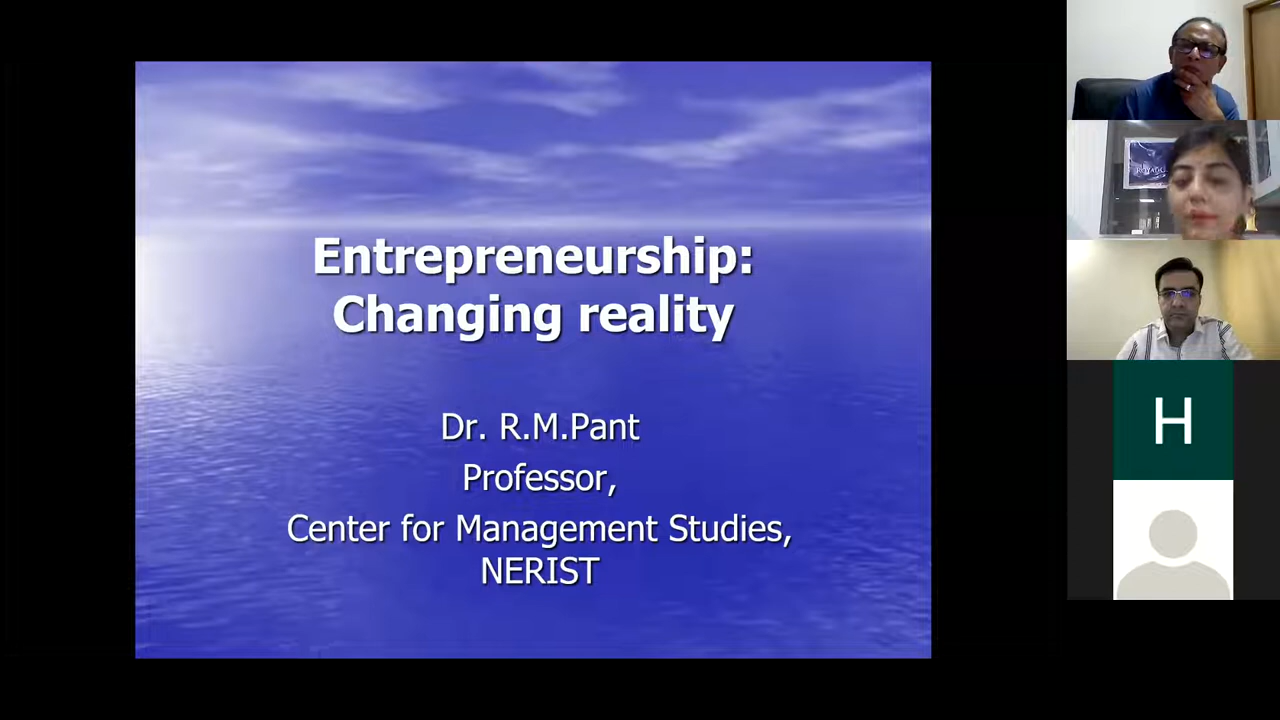 Entrepreneurship:
Changing reality
Dr. R.M.Pant
Professor,
Center for Management Studies,
NERIST
H